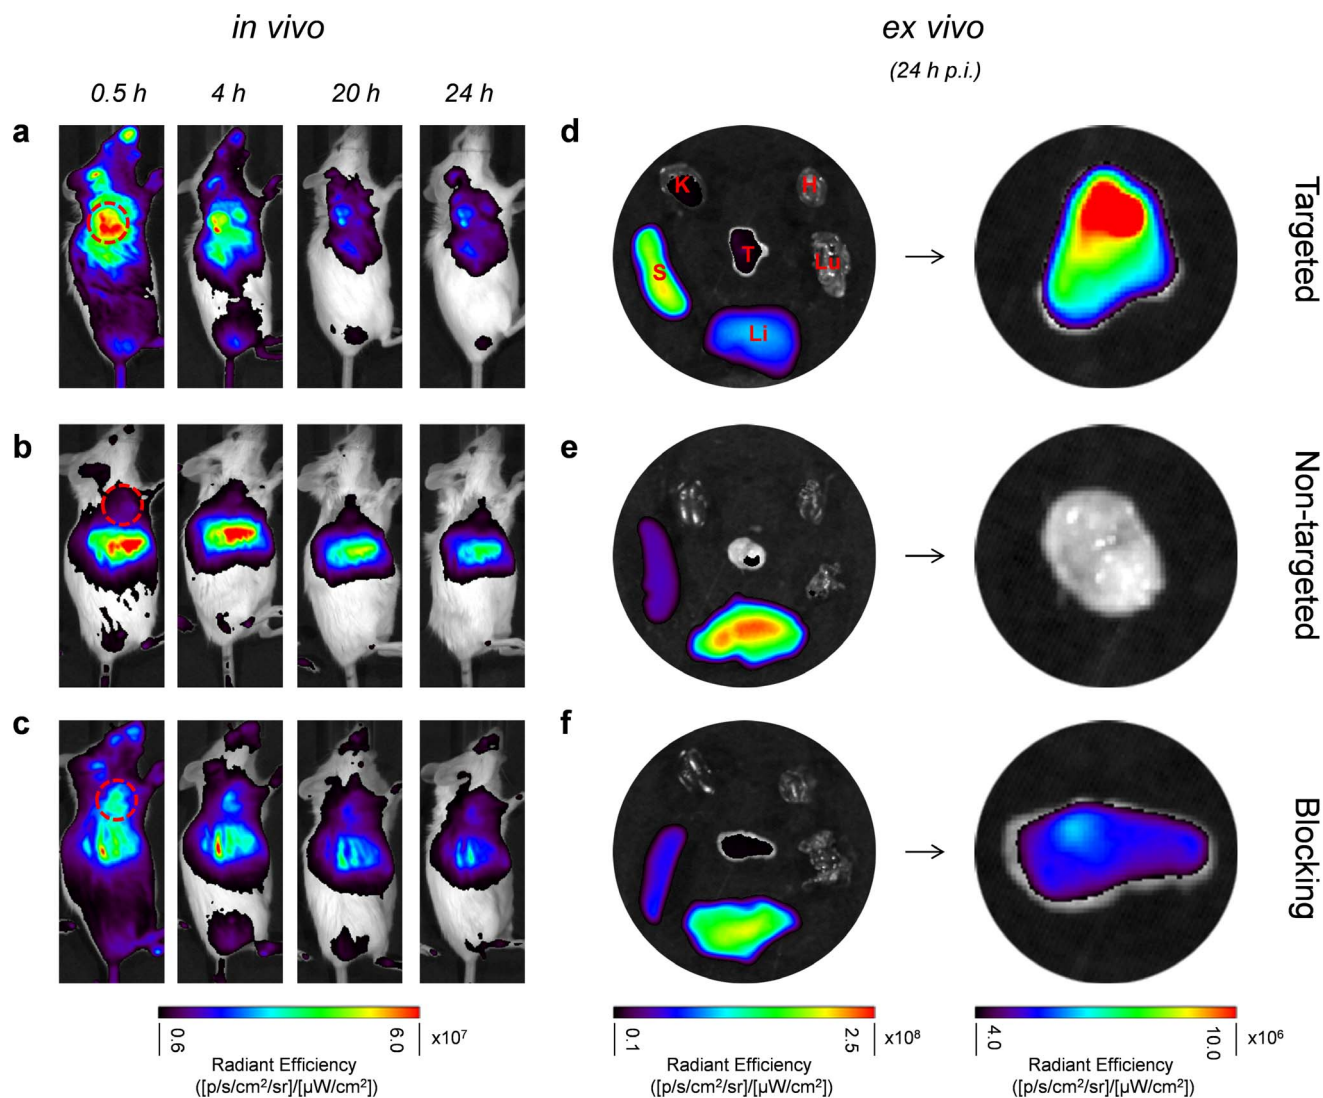 in vivo
ex vivo
(24 h p.i.)
0.5 h 4 h 20 h 24 h
a
d
K
H
T
S
Lu
Li
Targeted
b
e
Non-targeted
c
f
Blocking
0.6 6.0 x10⁷
Radiant Efficiency
([p/s/cm²/sr]/[µW/cm²])
0.1 2.5 x10⁸
Radiant Efficiency
([p/s/cm²/sr]/[µW/cm²])
4.0 10.0 x10⁶
Radiant Efficiency
([p/s/cm²/sr]/[µW/cm²])